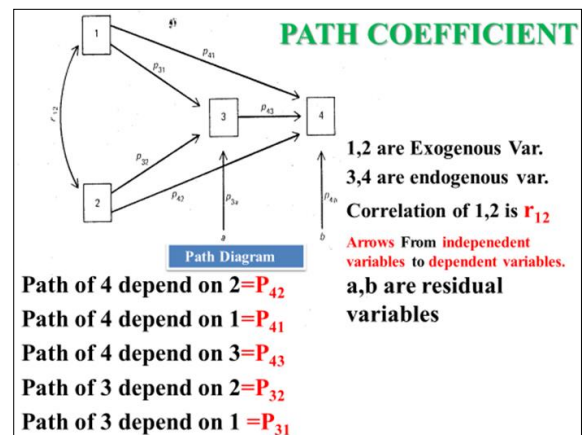 PATH COEFFICIENT
1
P41
P31
r12
3
P43
4
P32
2
P42
P3a
P4b
a
b
1,2 are Exogenous Var.
3,4 are endogenous var.
Correlation of 1,2 is r12
Arrows From indepenedent
variables to dependent variables.
a,b are residual
variables
Path Diagram
Path of 4 depend on 2=P42
Path of 4 depend on 1=P41
Path of 4 depend on 3=P43
Path of 3 depend on 2=P32
Path of 3 depend on 1 =P31